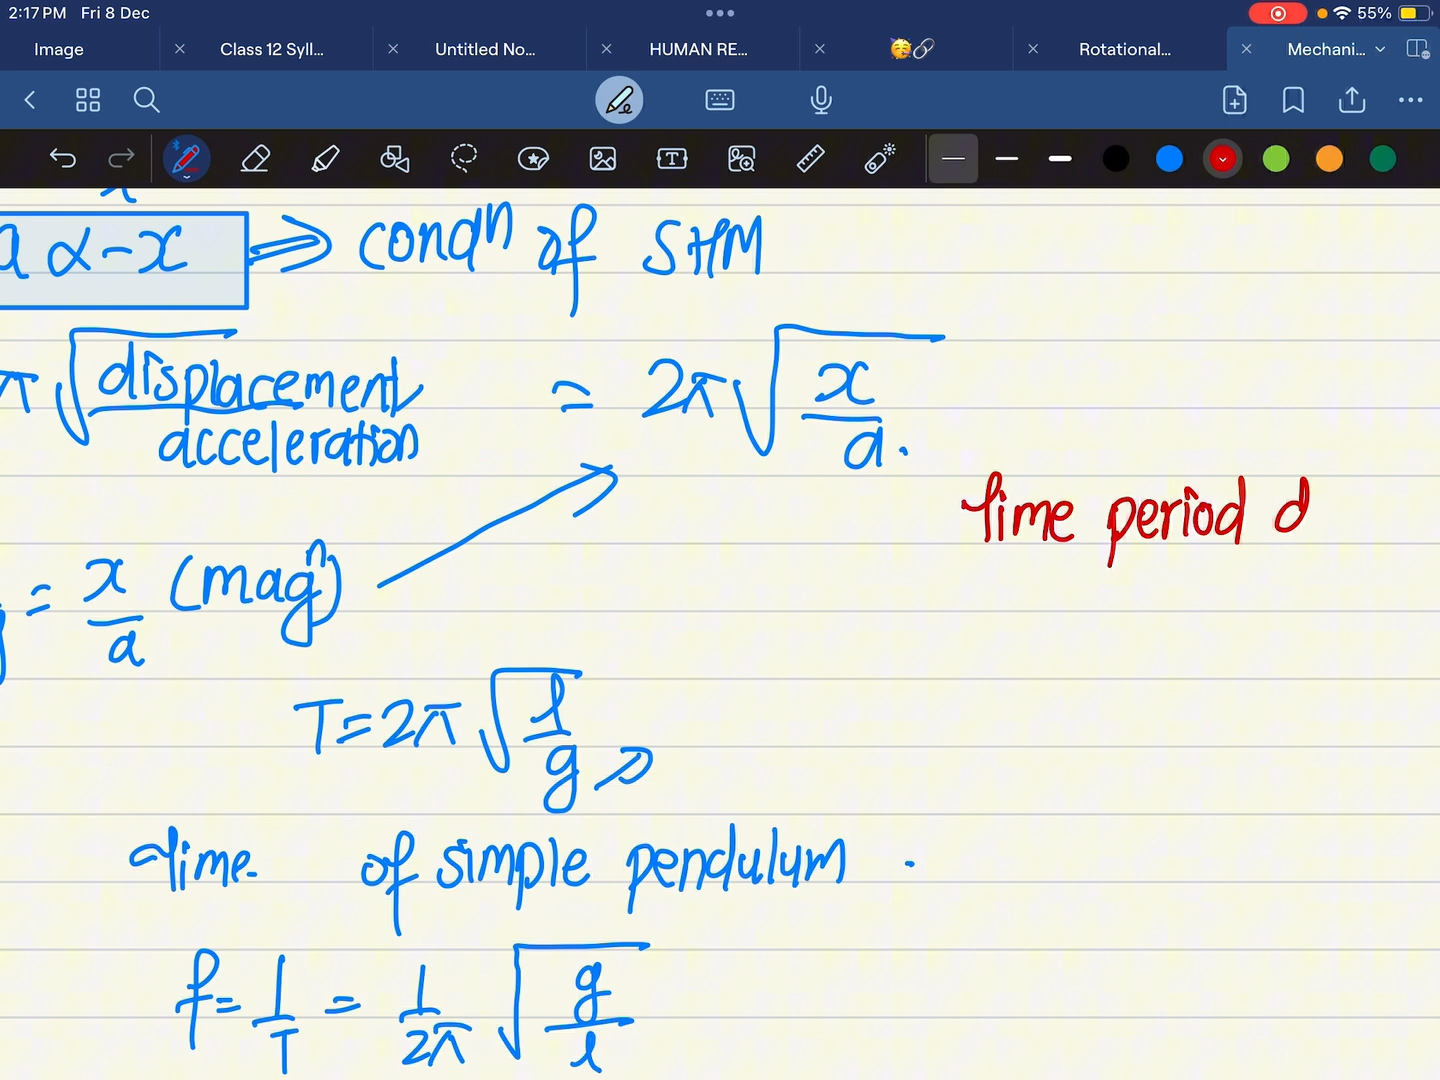 2:17 PM Fri 8 Dec 55%
Image Class 12 Syll... Untitled No... HUMAN RE... Rotational... Mechani...
a α -x ⇒ condⁿ of SHM
π √(displacement/acceleration) = 2π √(x/a).
Time period d
= x/a (magⁿ)
T = 2π √(l/g)
Time of simple pendulum .
f = 1/T = 1/2π √(g/l)